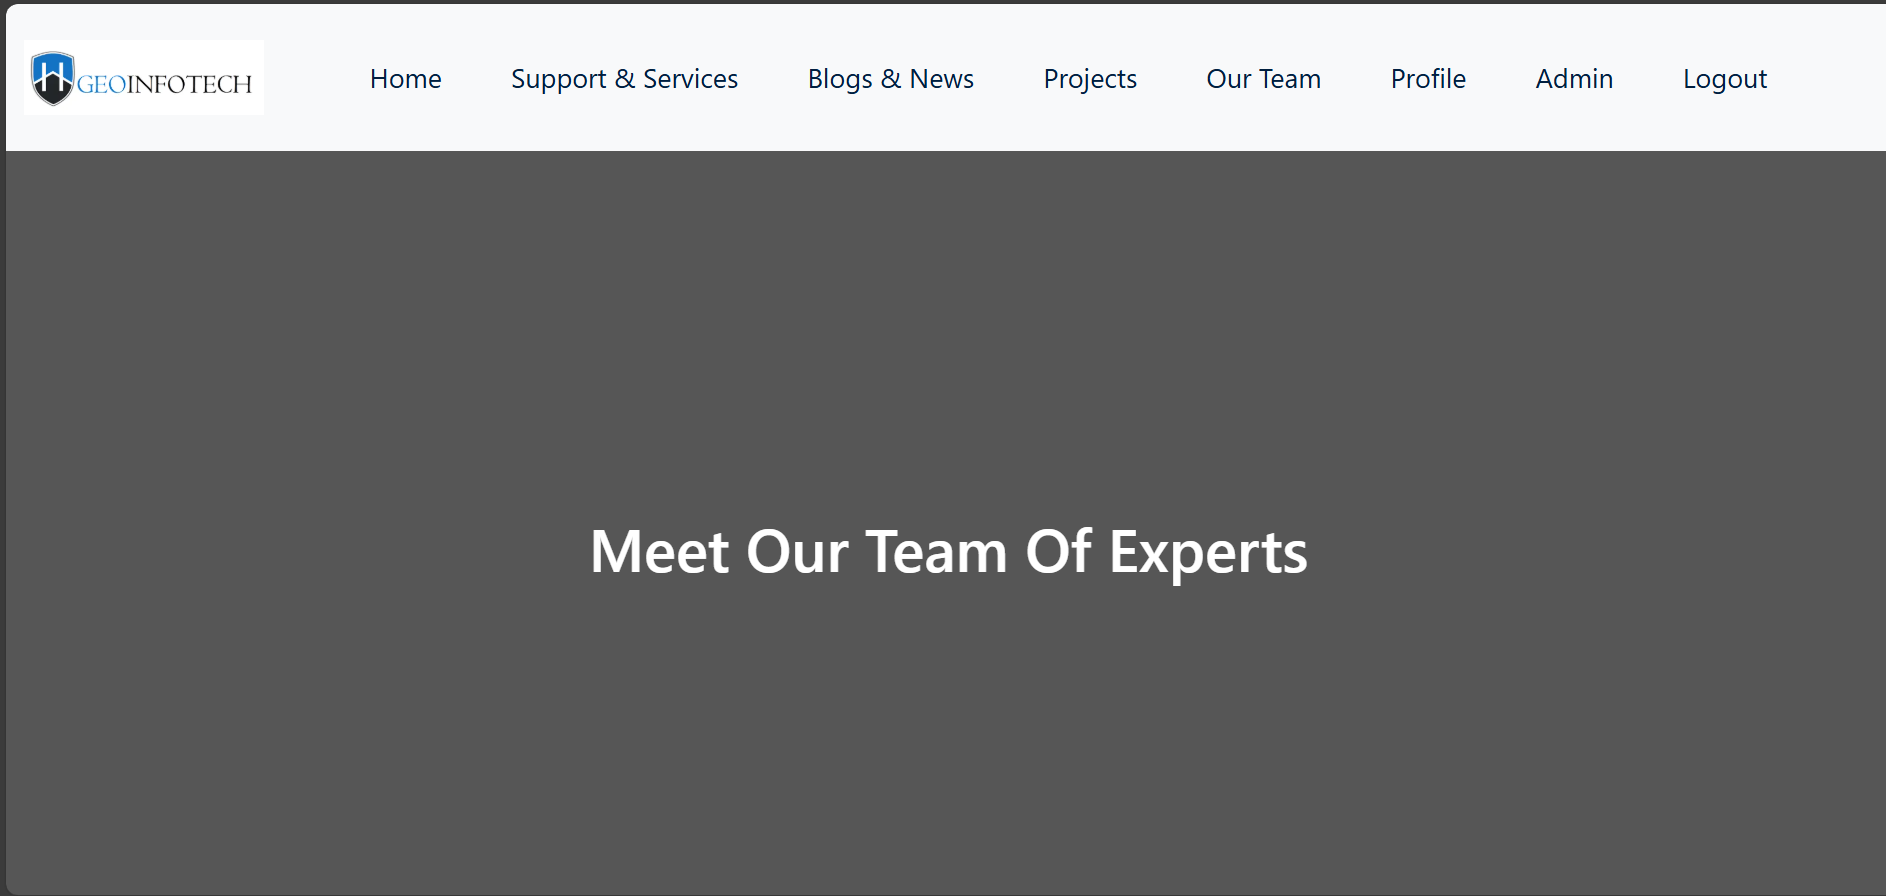 GEOINFOTECH
Home Support & Services Blogs & News Projects Our Team Profile Admin Logout
Meet Our Team Of Experts